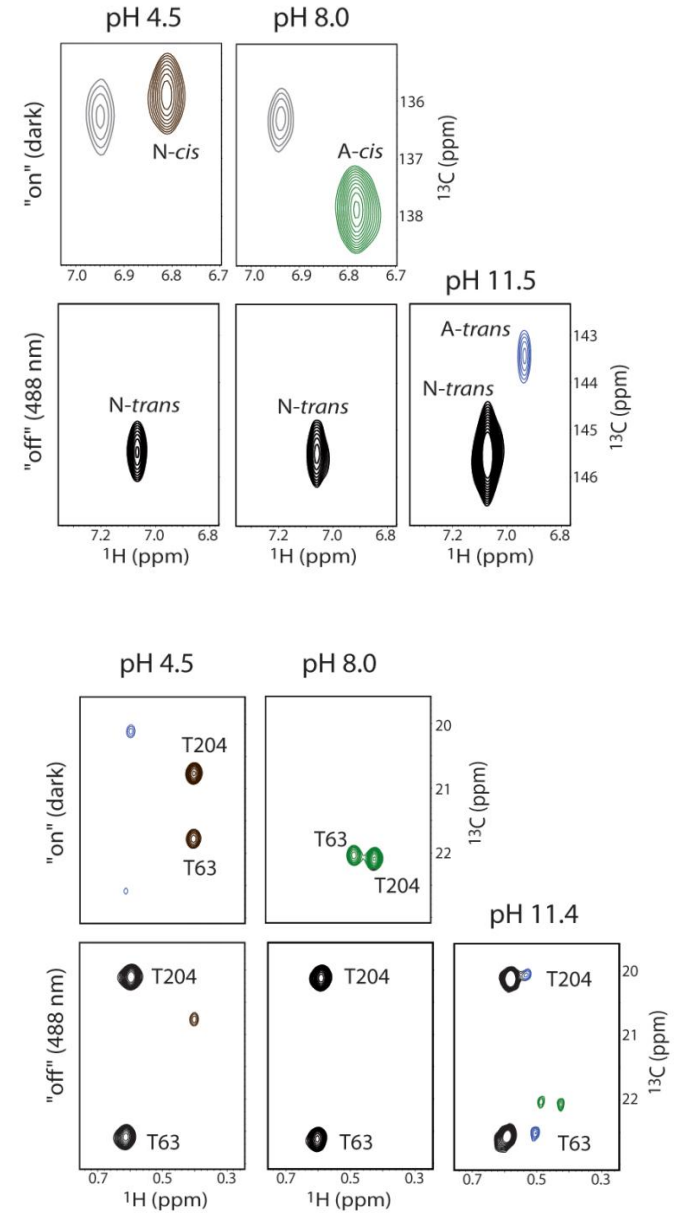 pH 4.5 pH 8.0
"on" (dark)
N-cis
A-cis
136
137
138
13C (ppm)
7.0 6.9 6.8 6.7
7.0 6.9 6.8 6.7
pH 11.5
"off" (488 nm)
N-trans
N-trans
A-trans
N-trans
143
144
145
146
13C (ppm)
7.2 7.0 6.8
7.2 7.0 6.8
7.2 7.0 6.8
1H (ppm)
1H (ppm)
1H (ppm)
pH 4.5 pH 8.0
"on" (dark)
T204
T63
T63
T204
20
21
22
13C (ppm)
pH 11.4
"off" (488 nm)
T204
T63
T204
T63
T204
T63
20
21
22
13C (ppm)
0.7 0.5 0.3
0.7 0.5 0.3
0.7 0.5 0.3
1H (ppm)
1H (ppm)
1H (ppm)